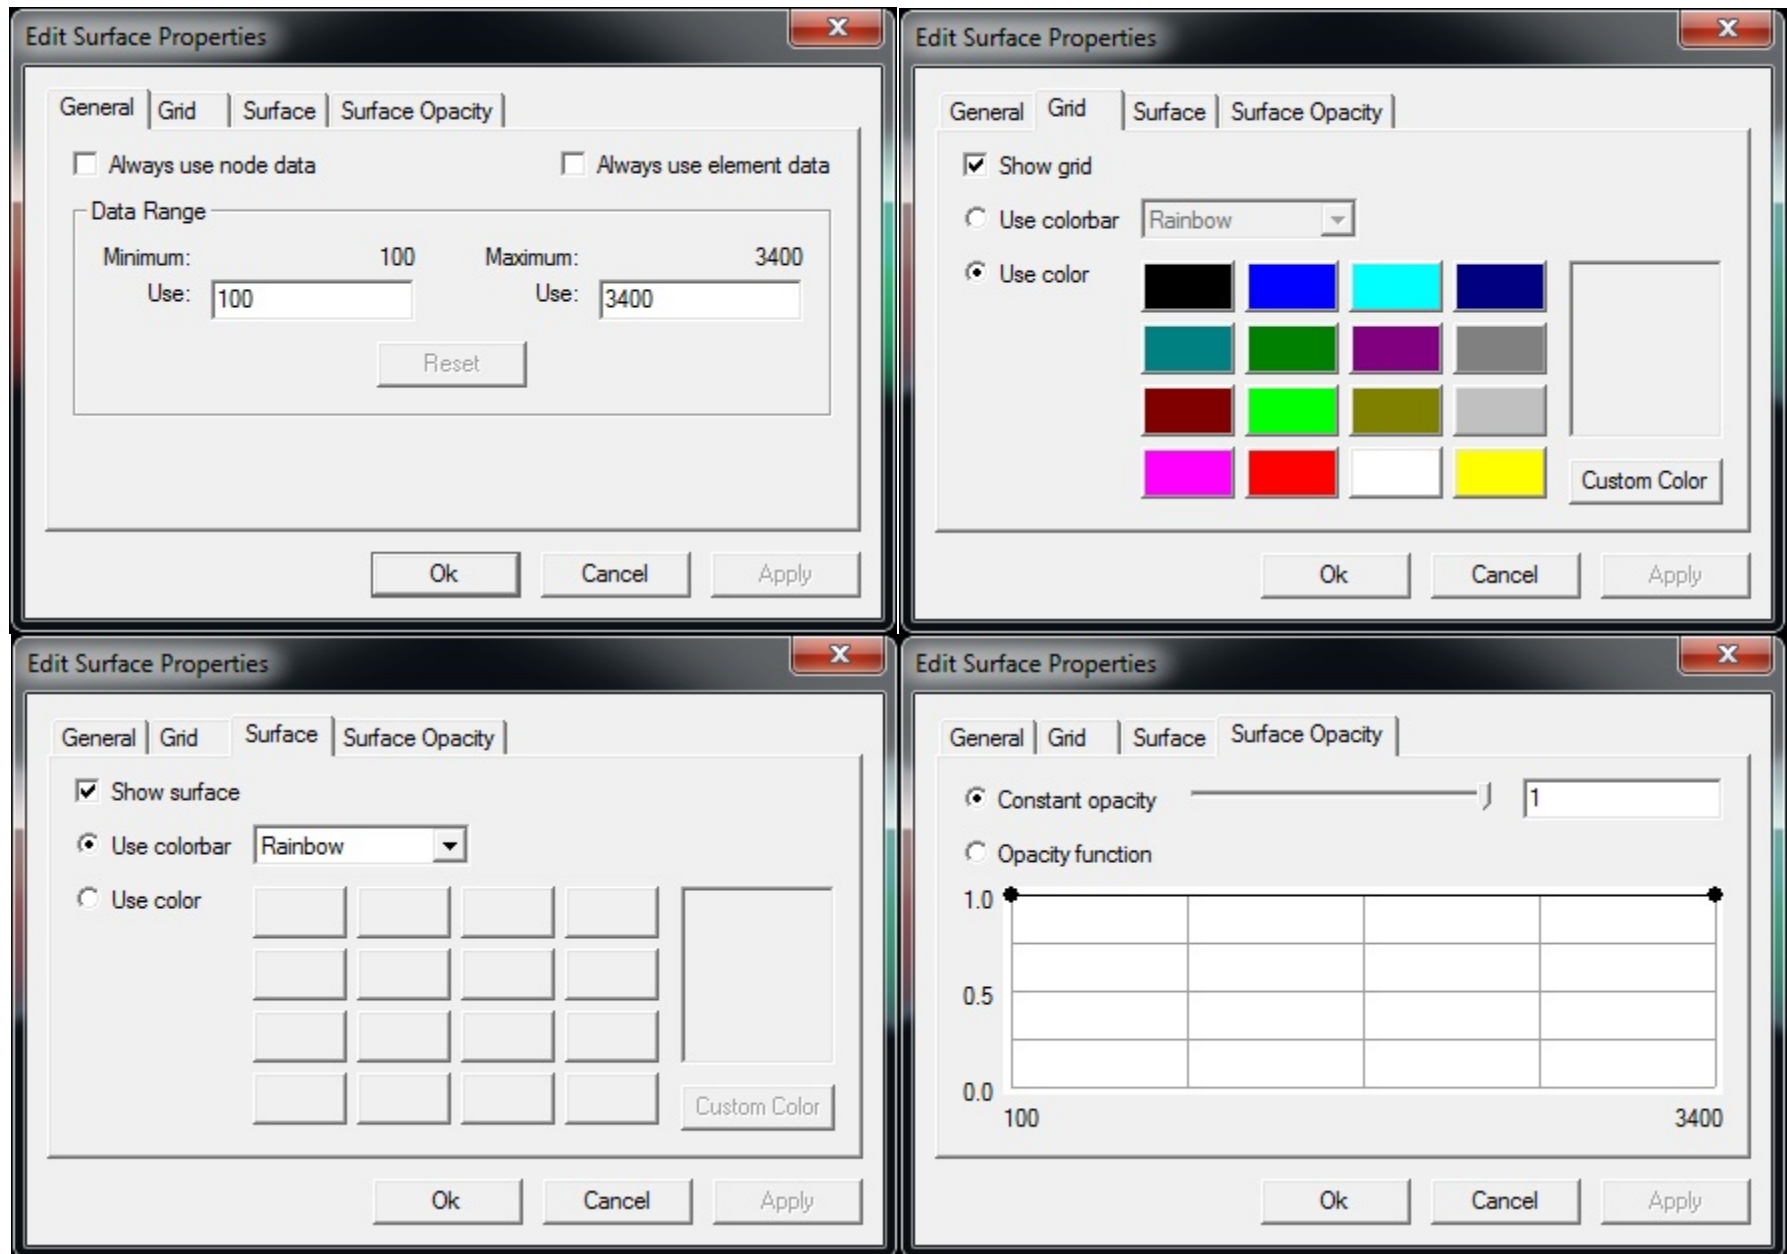 Edit Surface Properties
General Grid Surface Surface Opacity
Always use node data Always use element data
Data Range
Minimum: 100 Maximum: 3400
Use: 100 Use: 3400
Reset
Ok Cancel Apply
Edit Surface Properties
General Grid Surface Surface Opacity
Show grid
Use colorbar Rainbow
Use color
Custom Color
Ok Cancel Apply
Edit Surface Properties
General Grid Surface Surface Opacity
Show surface
Use colorbar Rainbow
Use color
Custom Color
Ok Cancel Apply
Edit Surface Properties
General Grid Surface Surface Opacity
Constant opacity 1
Opacity function
1.0
0.5
0.0
100 3400
Ok Cancel Apply